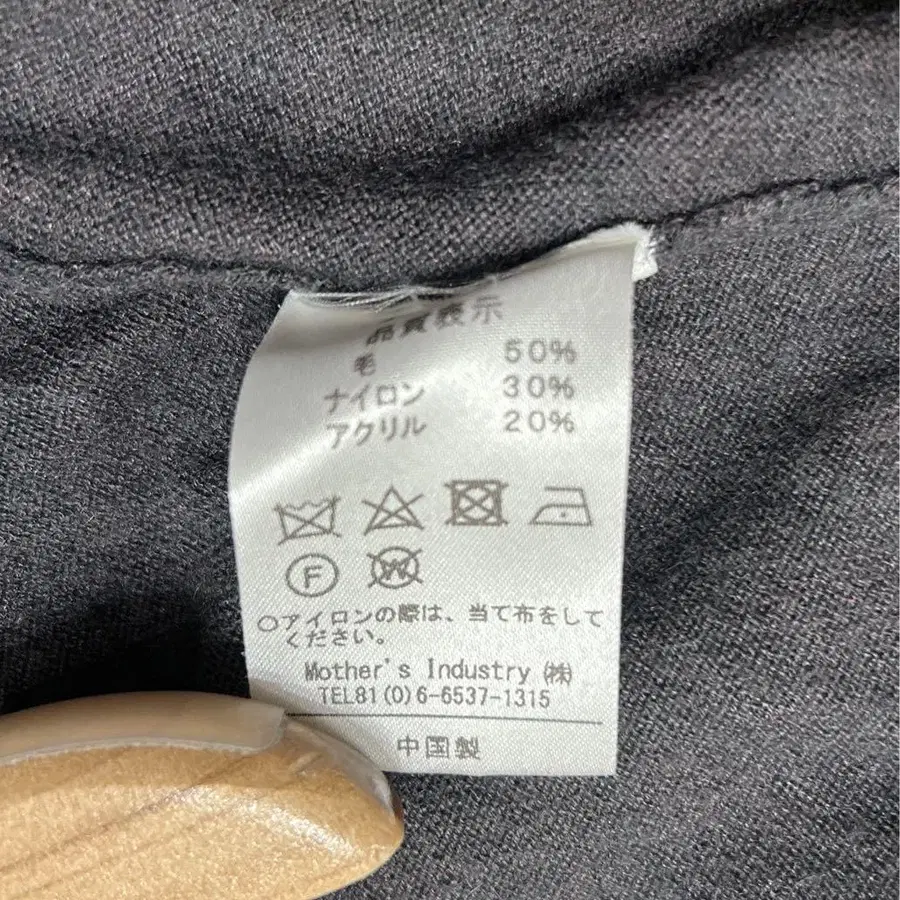 品質表示
毛 50%
ナイロン 30%
アクリル 20%
F W
○アイロンの際は、当て布をして
ください。
Mother's Industry ㈱
TEL81(0)6-6537-1315
中国製